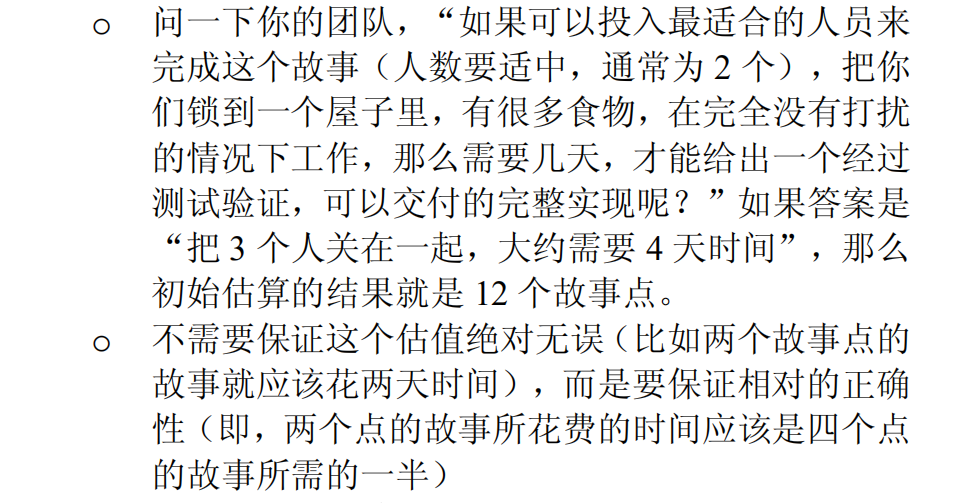 ○ 问一下你的团队，“如果可以投入最适合的人员来
完成这个故事（人数要适中，通常为 2 个），把你
们锁到一个屋子里，有很多食物，在完全没有打扰
的情况下工作，那么需要几天，才能给出一个经过
测试验证，可以交付的完整实现呢？”如果答案是
“把 3 个人关在一起，大约需要 4 天时间”，那么
初始估算的结果就是 12 个故事点。
○ 不需要保证这个估值绝对无误（比如两个故事点的
故事就应该花两天时间），而是要保证相对的正确
性（即，两个点的故事所花费的时间应该是四个点
的故事所需的一半）